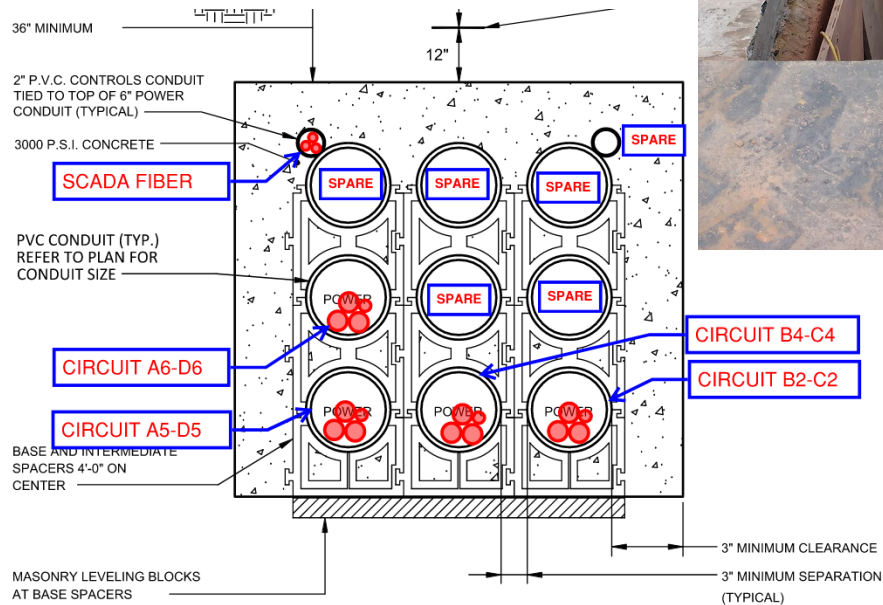 36" MINIMUM
12"
2" P.V.C. CONTROLS CONDUIT
TIED TO TOP OF 6" POWER
CONDUIT (TYPICAL)
3000 P.S.I. CONCRETE
SPARE
SCADA FIBER
SPARE
SPARE
SPARE
PVC CONDUIT (TYP.)
REFER TO PLAN FOR
CONDUIT SIZE
POWER
SPARE
SPARE
CIRCUIT B4-C4
CIRCUIT A6-D6
CIRCUIT B2-C2
CIRCUIT A5-D5
POWER
POWER
POWER
BASE AND INTERMEDIATE
SPACERS 4'-0" ON
CENTER
3" MINIMUM CLEARANCE
MASONRY LEVELING BLOCKS
AT BASE SPACERS
3" MINIMUM SEPARATION
(TYPICAL)